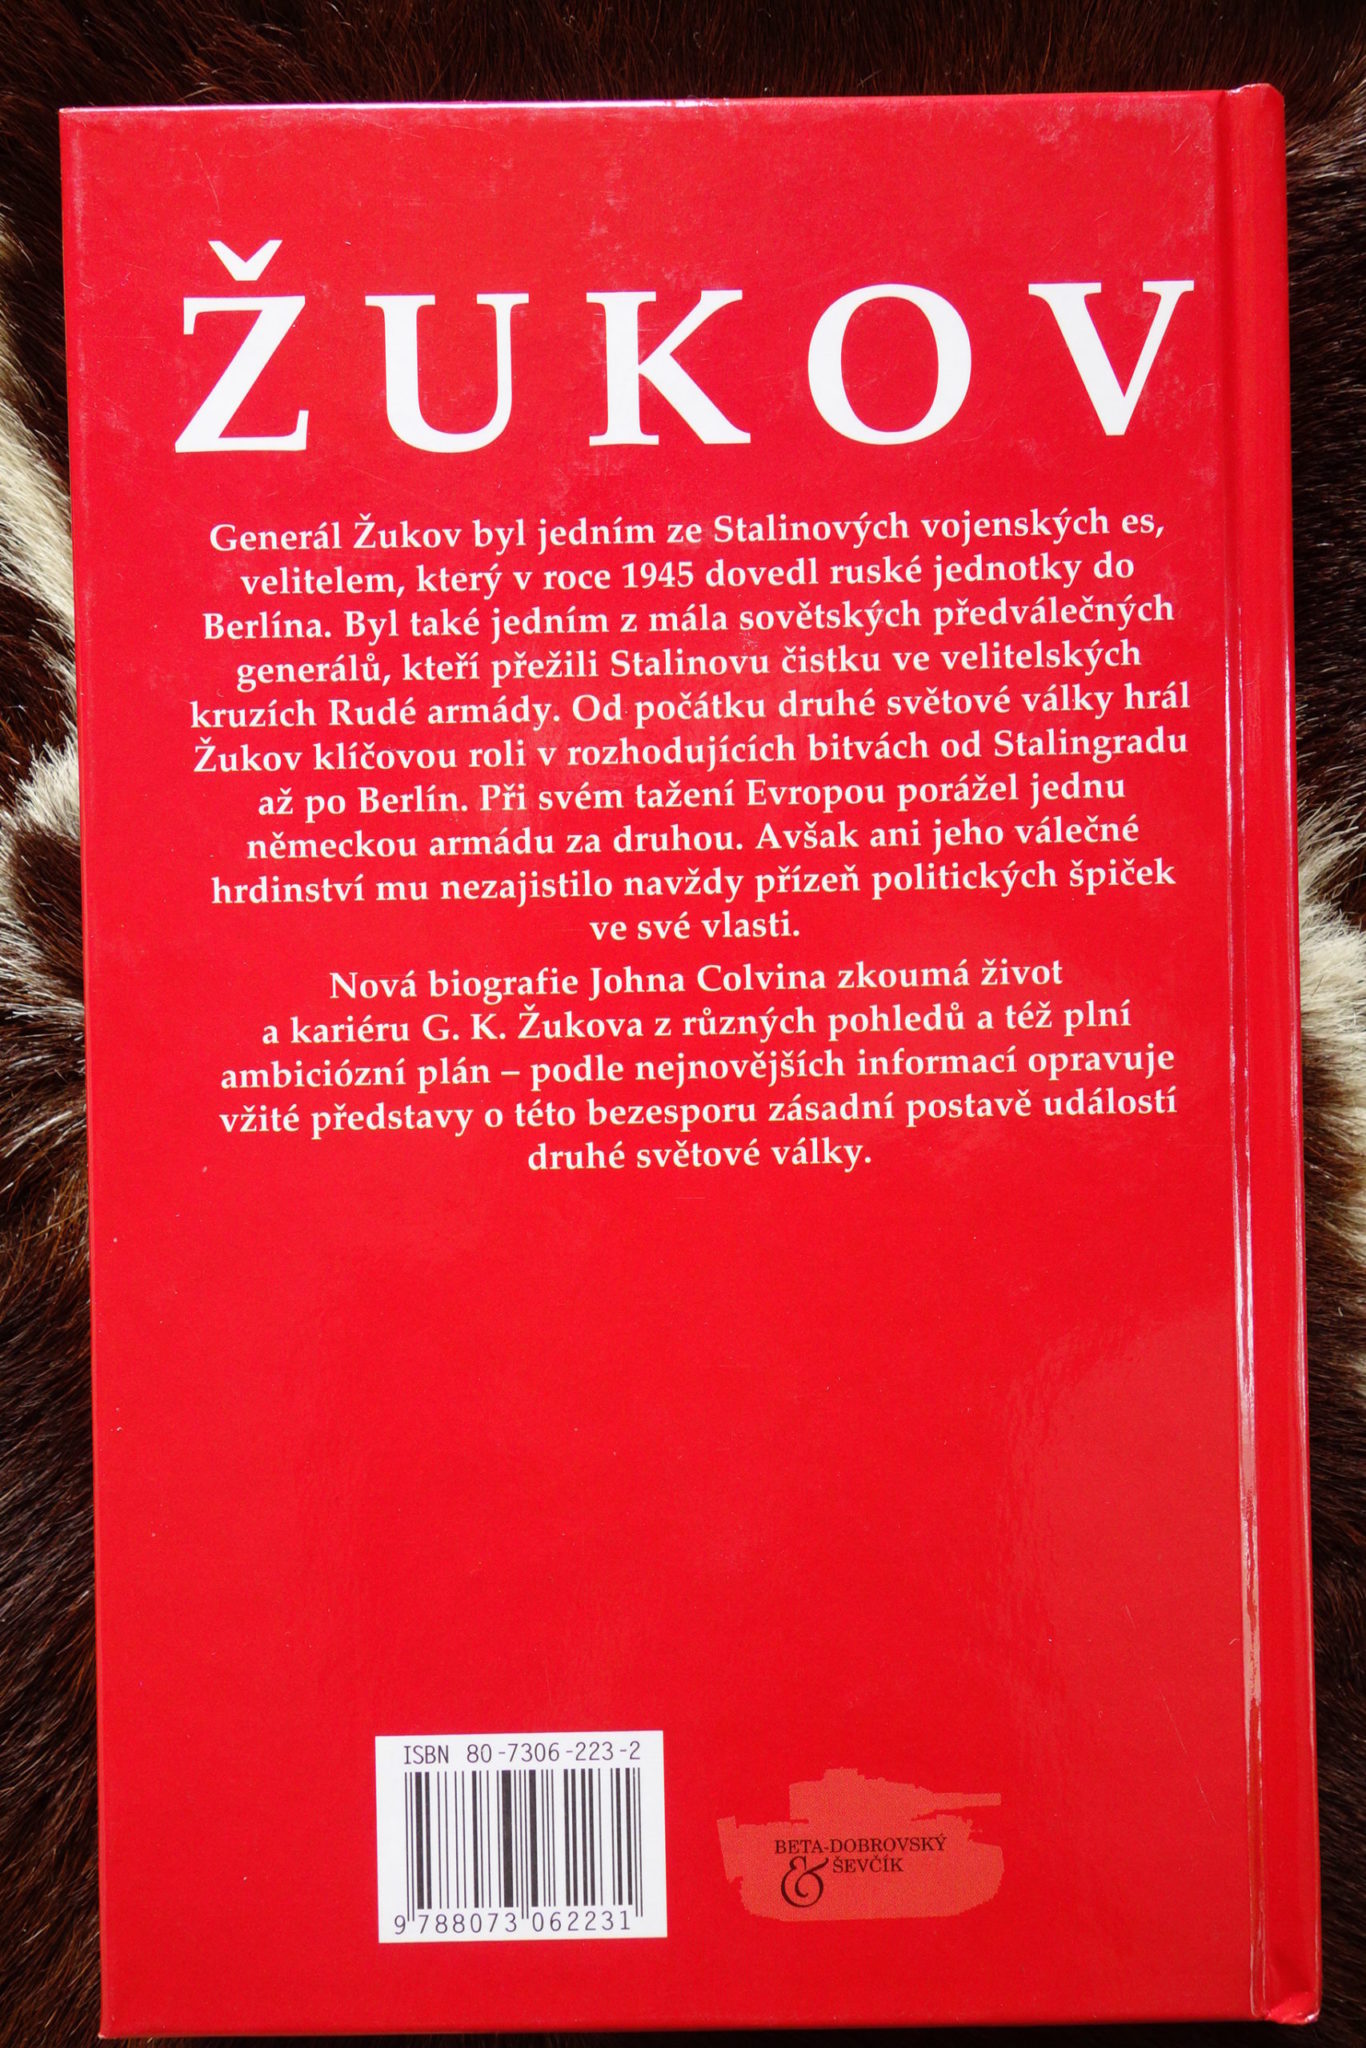 ŽUKOV
Generál Žukov byl jedním ze Stalinových vojenských es,
velitelem, který v roce 1945 dovedl ruské jednotky do
Berlína. Byl také jedním z mála sovětských předválečných
generálů, kteří přežili Stalinovu čistku ve velitelských
kruzích Rudé armády. Od počátku druhé světové války hrál
Žukov klíčovou roli v rozhodujících bitvách od Stalingradu
až po Berlín. Při svém tažení Evropou porážel jednu
německou armádu za druhou. Avšak ani jeho válečné
hrdinství mu nezajistilo navždy přízeň politických špiček
ve své vlasti.
Nová biografie Johna Colvina zkoumá život
a kariéru G. K. Žukova z různých pohledů a též plní
ambiciózní plán – podle nejnovějších informací opravuje
vžité představy o této bezesporu zásadní postavě událostí
druhé světové války.
ISBN 80-7306-223-2
9 788073 062231
BETA-DOBROVSKÝ
& ŠEVČÍK